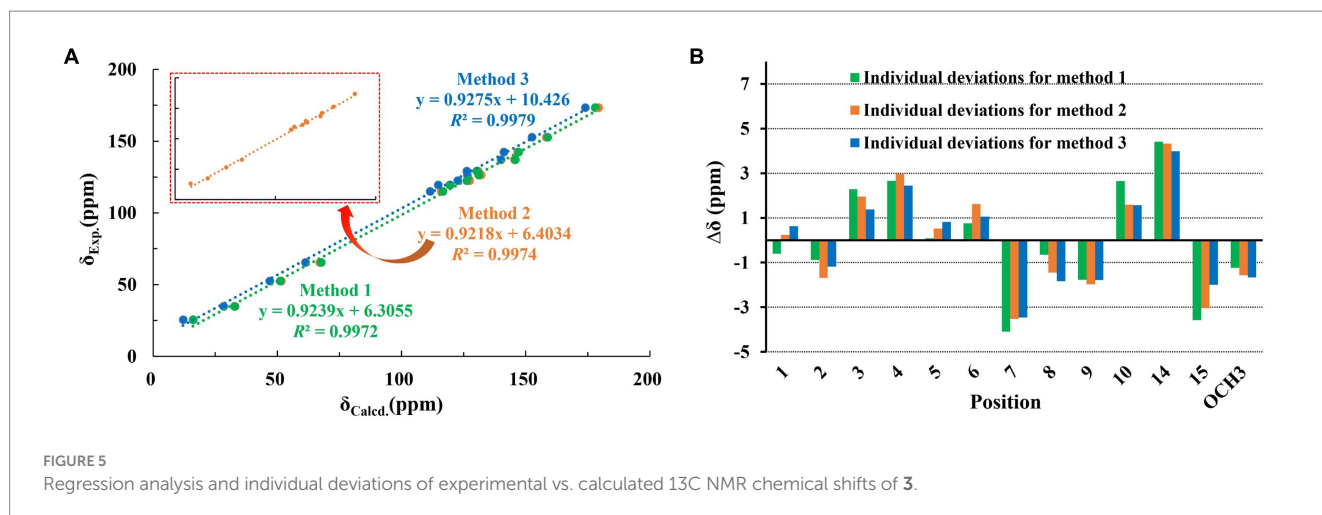 A
200
150
100
50
0
δExp.(ppm)
Method 3
y = 0.9275x + 10.426
R² = 0.9979
Method 2
y = 0.9218x + 6.4034
R² = 0.9974
Method 1
y = 0.9239x + 6.3055
R² = 0.9972
0 50 100 150 200
δCalcd.(ppm)
B
7
5
3
1
-1
-3
-5
Δδ (ppm)
Individual deviations for method 1
Individual deviations for method 2
Individual deviations for method 3
1 2 3 4 5 6 7 8 9 10 14 15 OCH3
Position
FIGURE 5
Regression analysis and individual deviations of experimental vs. calculated 13C NMR chemical shifts of 3.